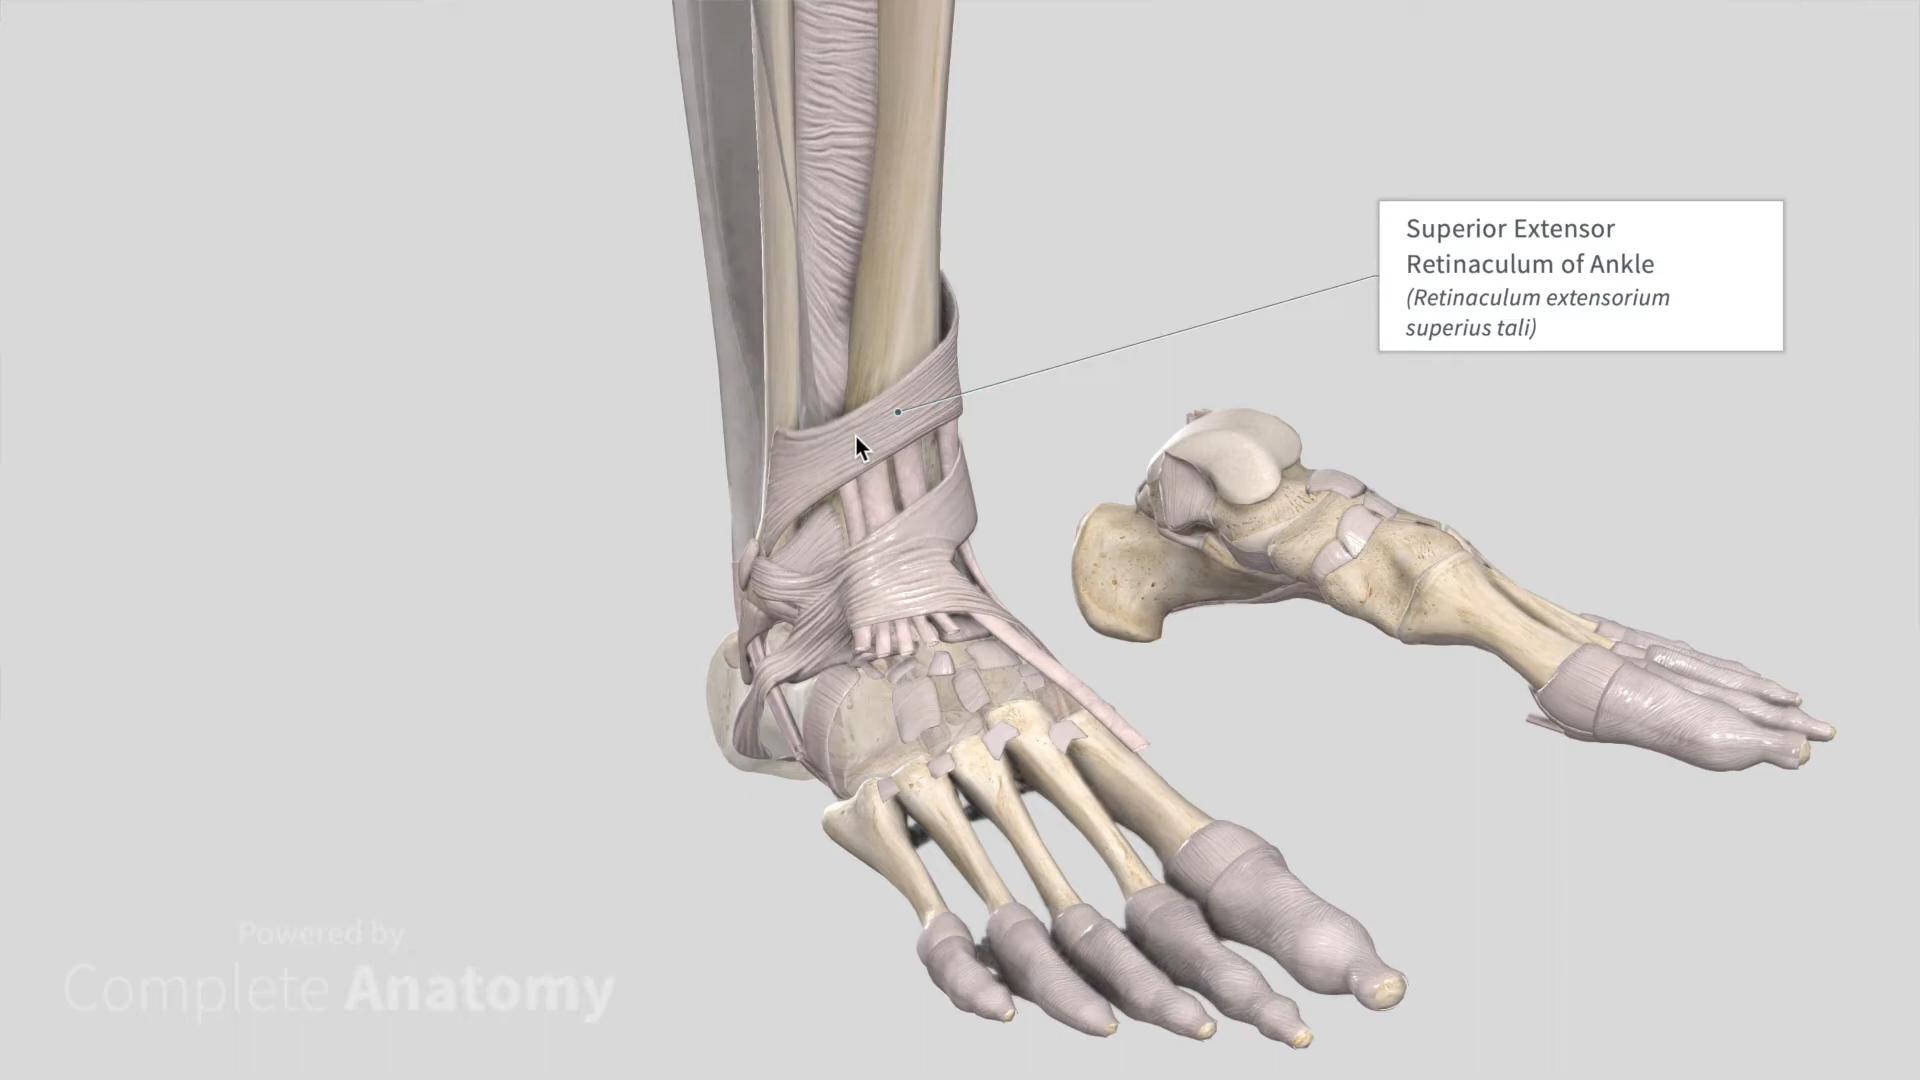 Superior Extensor
Retinaculum of Ankle
(Retinaculum extensorium
superius tali)
Powered by
Complete Anatomy